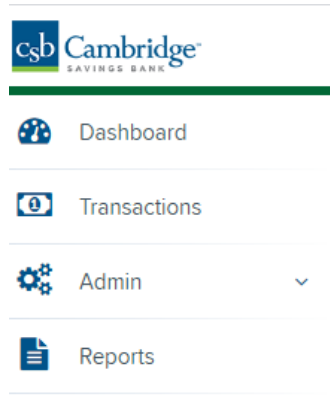 csb Cambridge
SAVINGS BANK
Dashboard
Transactions
Admin
Reports